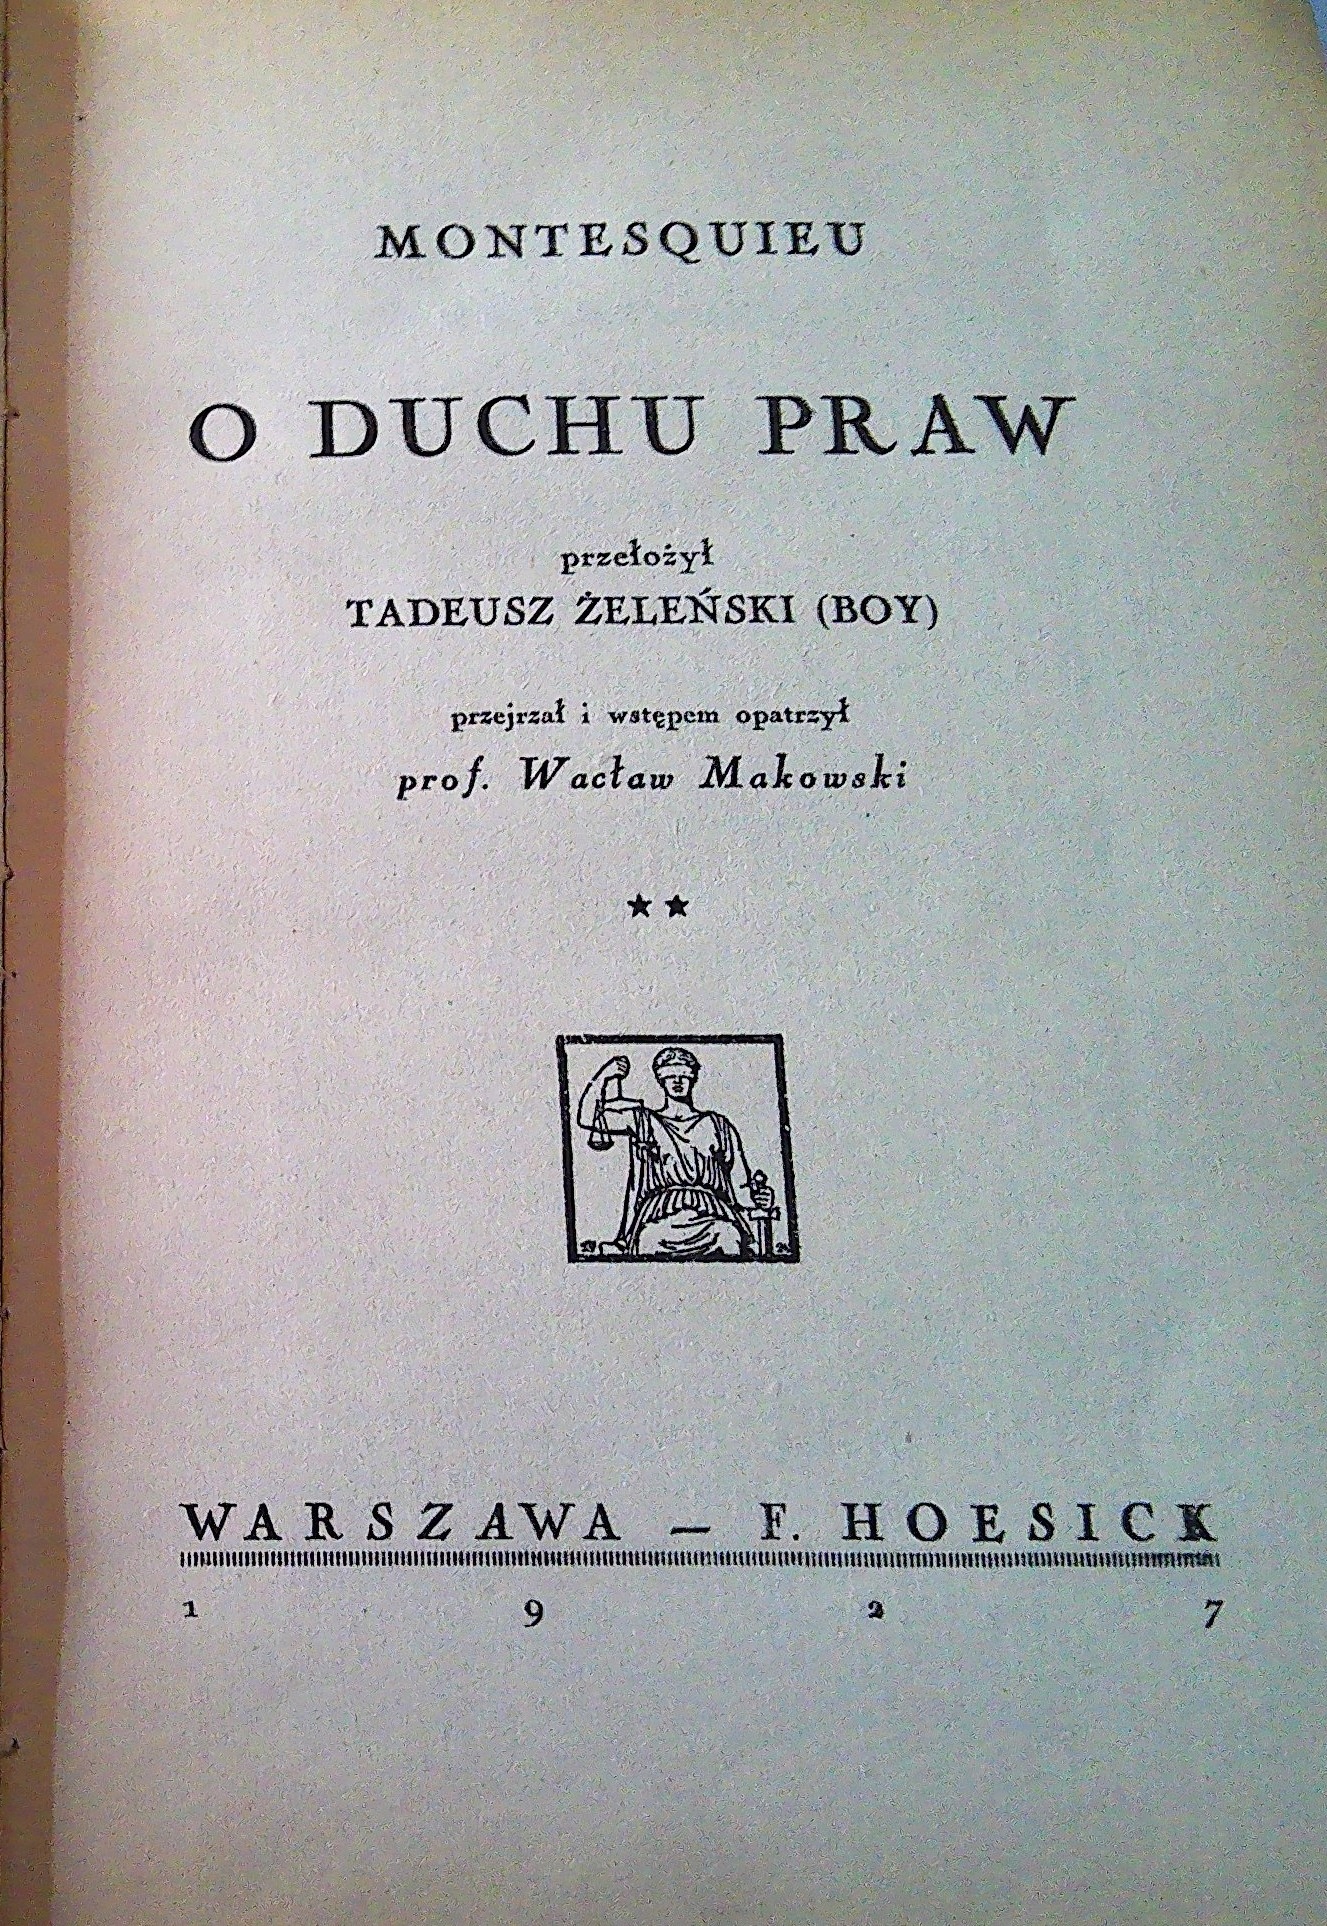 MONTESQUIEU
O DUCHU PRAW
przełożył
TADEUSZ ŻELEŃSKI (BOY)
przejrzał i wstępem opatrzył
prof. Wacław Makowski
★ ★
WARSZAWA — F. HOESICK
1 9 2 7